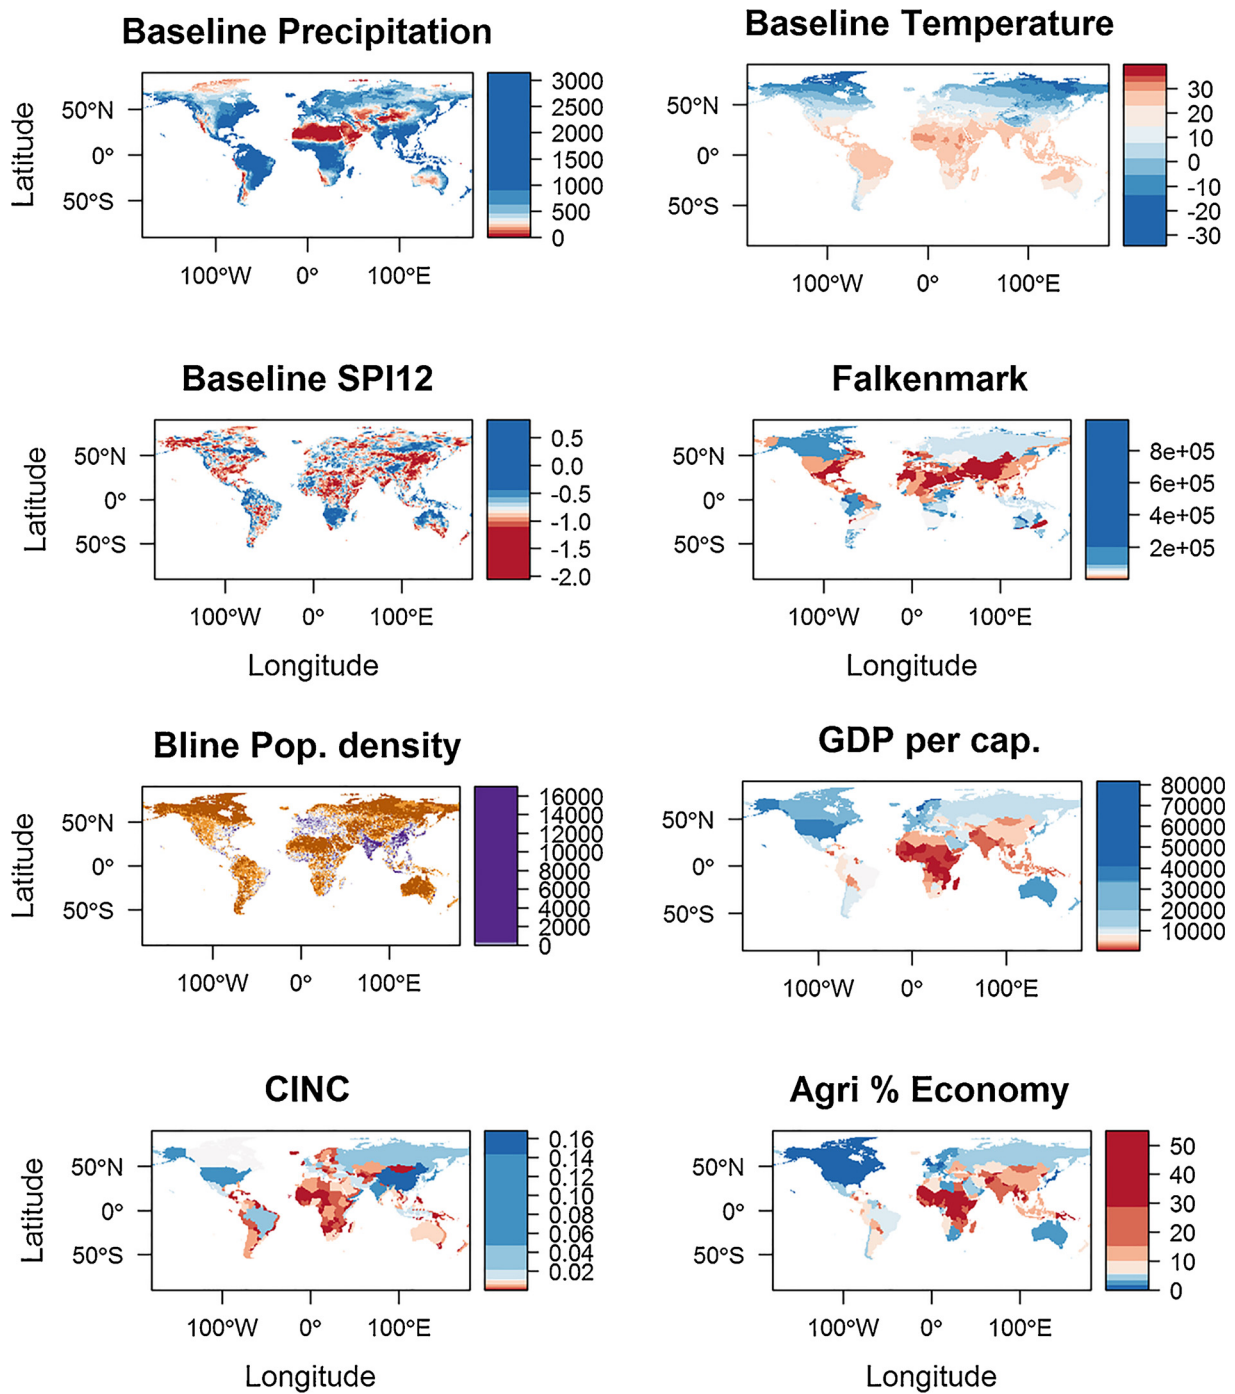 Baseline Precipitation
Latitude
50°N
0°
50°S
100°W 0° 100°E
3000
2500
2000
1500
1000
500
0
Baseline Temperature
50°N
0°
50°S
100°W 0° 100°E
30
20
10
0
-10
-20
-30
Baseline SPI12
Latitude
50°N
0°
50°S
100°W 0° 100°E
Longitude
0.5
0.0
-0.5
-1.0
-1.5
-2.0
Falkenmark
50°N
0°
50°S
100°W 0° 100°E
Longitude
8e+05
6e+05
4e+05
2e+05
Bline Pop. density
Latitude
50°N
0°
50°S
100°W 0° 100°E
16000
14000
12000
10000
8000
6000
4000
2000
0
GDP per cap.
50°N
0°
50°S
100°W 0° 100°E
80000
70000
60000
50000
40000
30000
20000
10000
CINC
Latitude
50°N
0°
50°S
100°W 0° 100°E
Longitude
0.16
0.14
0.12
0.10
0.08
0.06
0.04
0.02
Agri % Economy
50°N
0°
50°S
100°W 0° 100°E
Longitude
50
40
30
20
10
0